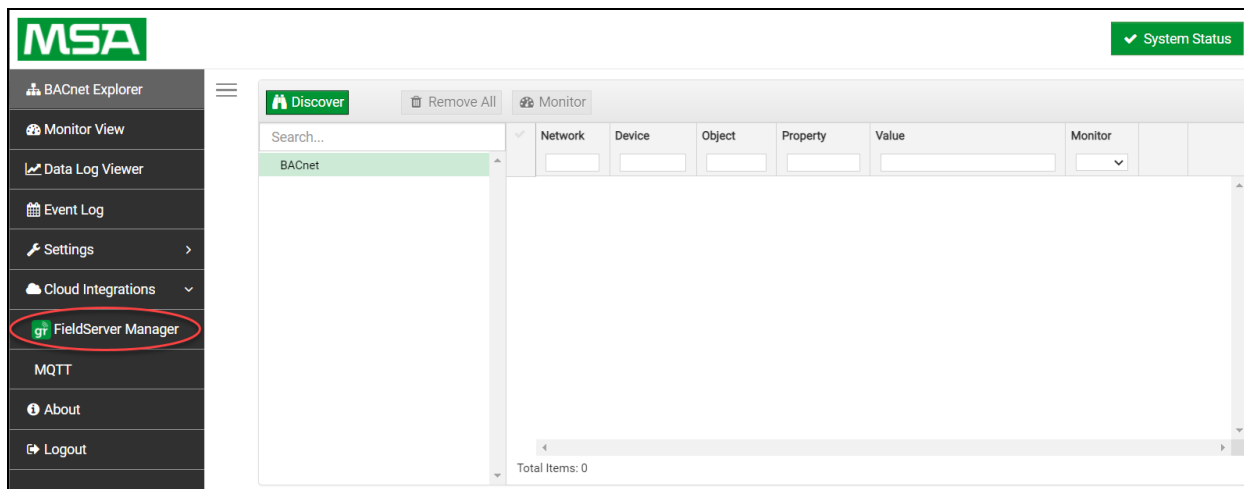 MSA
System Status
BACnet Explorer
Monitor View
Data Log Viewer
Event Log
Settings
Cloud Integrations
gt FieldServer Manager
MQTT
About
Logout
Discover Remove All Monitor
Search...
BACnet
Network Device Object Property Value Monitor
Total Items: 0